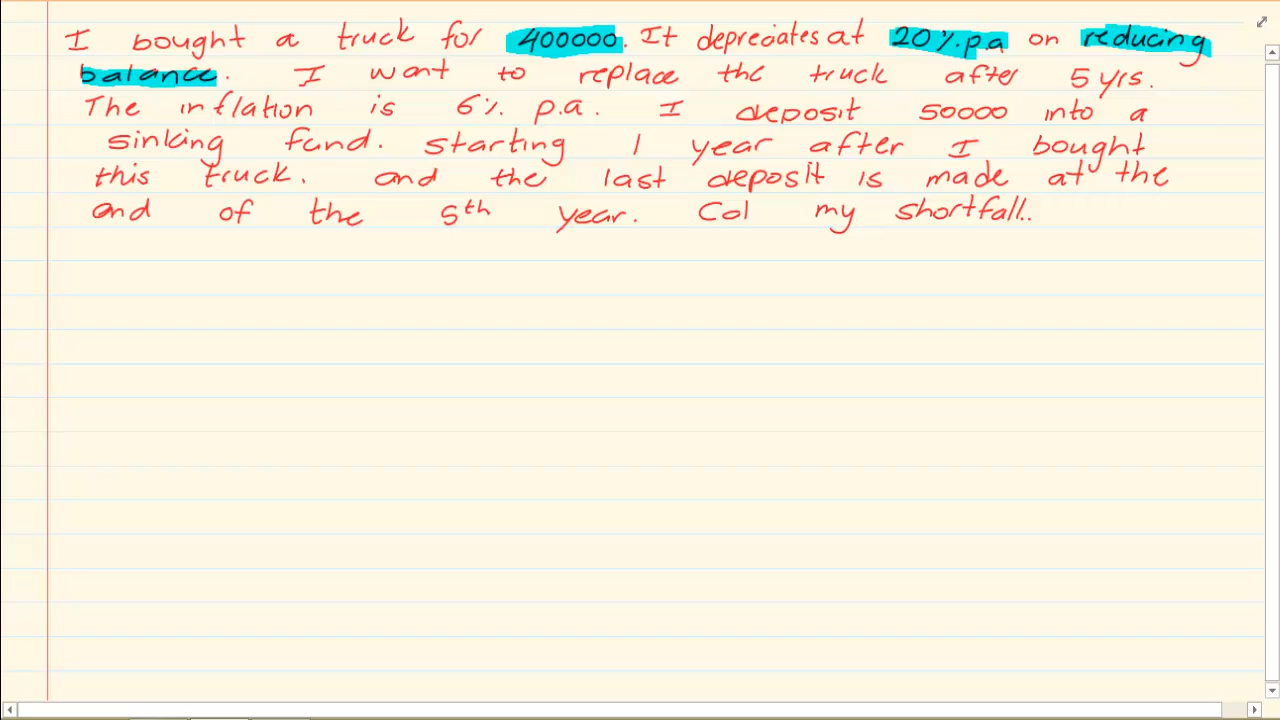 I bought a truck for 400000. It depreciates at 20%.p.a on reducing
balance. I want to replace the truck after 5 yrs.
The inflation is 6% p.a. I deposit 50000 into a
sinking fund. starting 1 year after I bought
this truck. and the last deposit is made at the
end of the 5th year. Cal my shortfall..